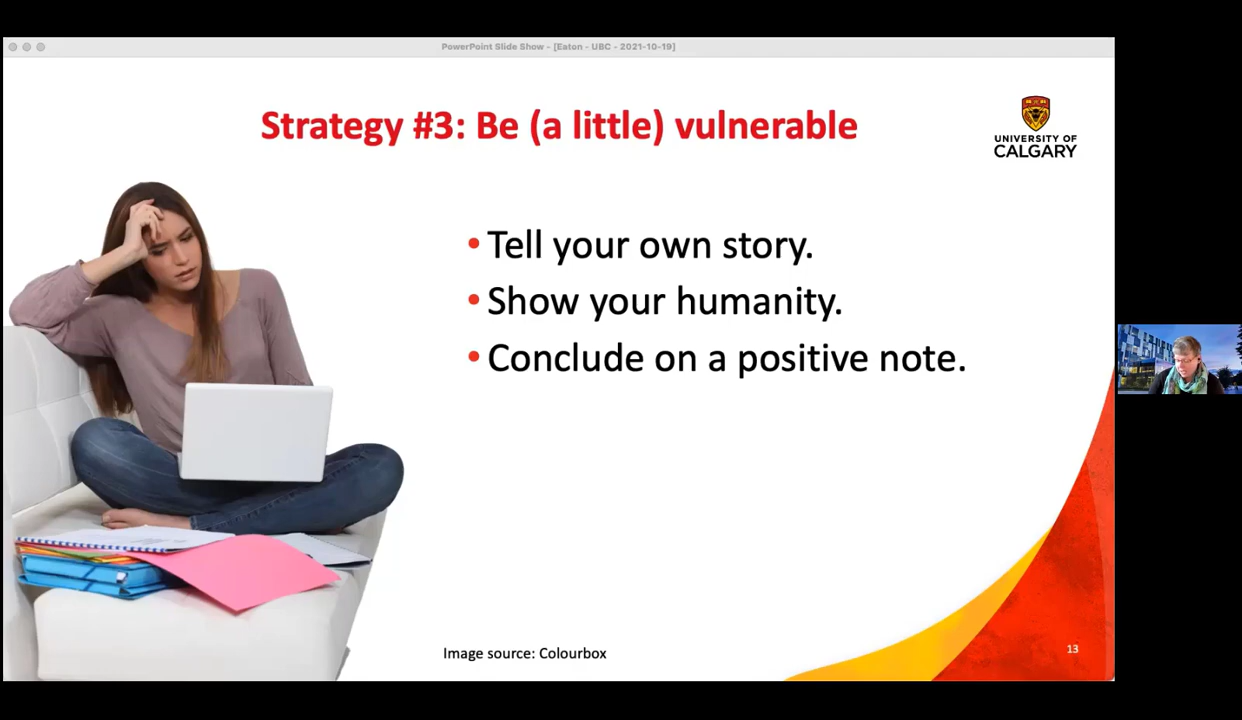 PowerPoint Slide Show - [Eaton - UBC - 2021-10-19]
Strategy #3: Be (a little) vulnerable
UNIVERSITY OF
CALGARY
• Tell your own story.
• Show your humanity.
• Conclude on a positive note.
Image source: Colourbox
13